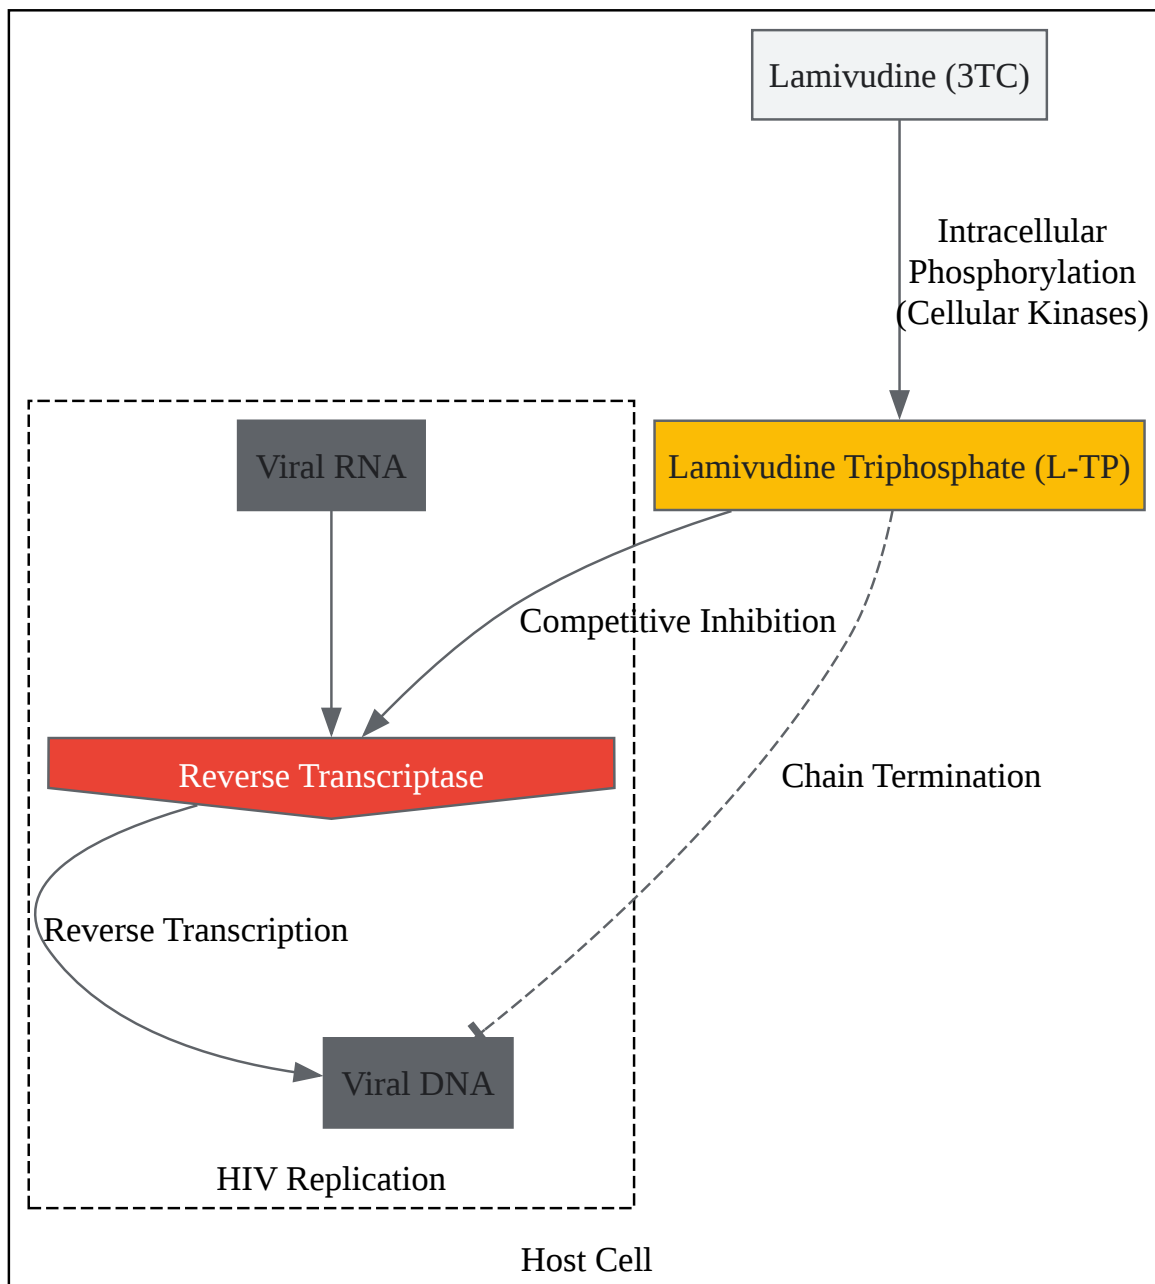 Lamivudine (3TC)
Intracellular
Phosphorylation
(Cellular Kinases)
Viral RNA
Lamivudine Triphosphate (L-TP)
Competitive Inhibition
Reverse Transcriptase
Chain Termination
Reverse Transcription
Viral DNA
HIV Replication
Host Cell